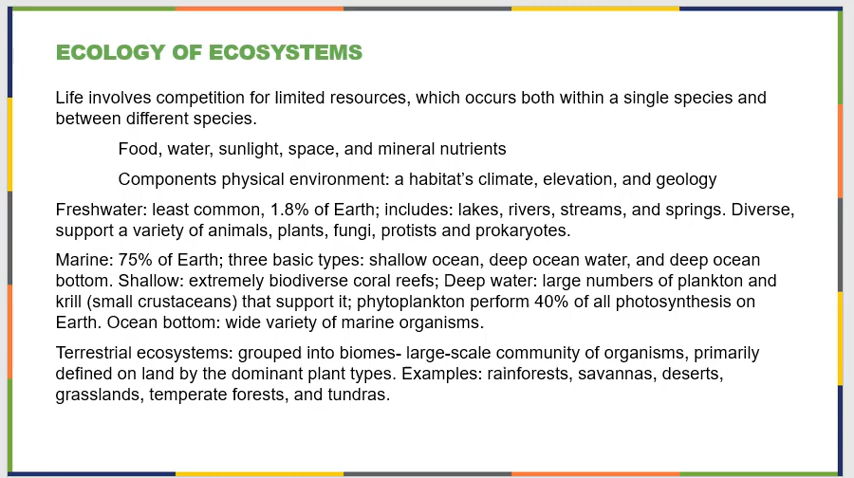 ECOLOGY OF ECOSYSTEMS
Life involves competition for limited resources, which occurs both within a single species and
between different species.
Food, water, sunlight, space, and mineral nutrients
Components physical environment: a habitat's climate, elevation, and geology
Freshwater: least common, 1.8% of Earth; includes: lakes, rivers, streams, and springs. Diverse,
support a variety of animals, plants, fungi, protists and prokaryotes.
Marine: 75% of Earth; three basic types: shallow ocean, deep ocean water, and deep ocean
bottom. Shallow: extremely biodiverse coral reefs; Deep water: large numbers of plankton and
krill (small crustaceans) that support it; phytoplankton perform 40% of all photosynthesis on
Earth. Ocean bottom: wide variety of marine organisms.
Terrestrial ecosystems: grouped into biomes- large-scale community of organisms, primarily
defined on land by the dominant plant types. Examples: rainforests, savannas, deserts,
grasslands, temperate forests, and tundras.